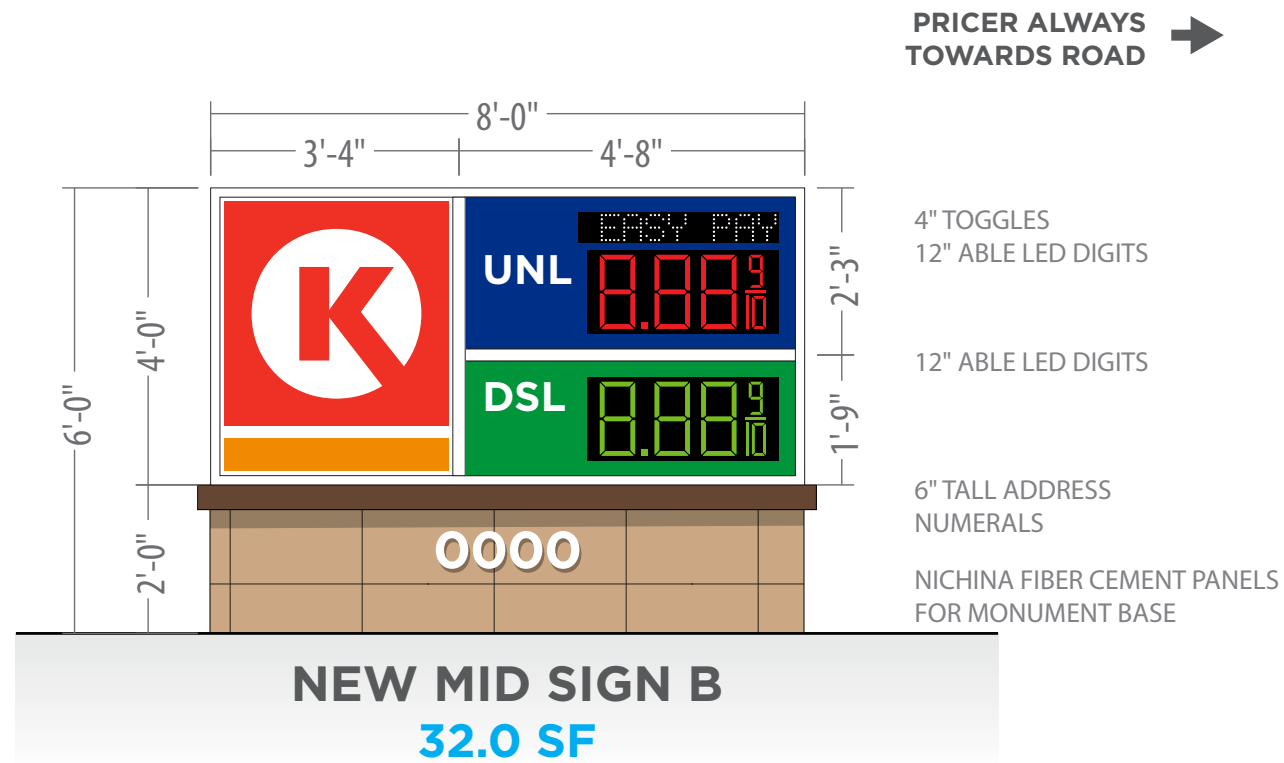 PRICER ALWAYS
TOWARDS ROAD
8'-0"
3'-4"
4'-8"
6'-0"
4'-0"
2'-0"
2'-3"
1'-9"
K
EASY PAY
UNL
8.88 9/10
DSL
8.88 9/10
0000
4" TOGGLES
12" ABLE LED DIGITS
12" ABLE LED DIGITS
6" TALL ADDRESS
NUMERALS
NICHINA FIBER CEMENT PANELS
FOR MONUMENT BASE
NEW MID SIGN B
32.0 SF